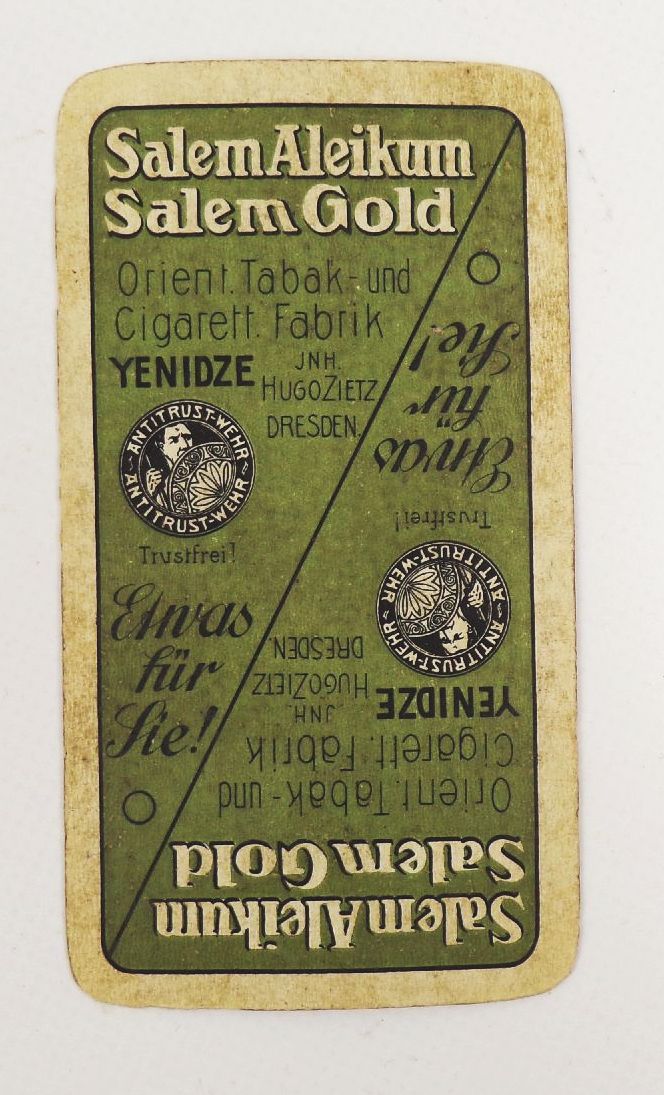 Salem Aleikum
Salem Gold
Orient. Tabak- und
Cigarett. Fabrik
YENIDZE
JNH.
HUGO ZIETZ
DRESDEN.
ANTITRUST-WEHR
ANTITRUST-WEHR
Trustfrei!
Etwas
für
Sie!
Salem Aleikum
Salem Gold
Orient. Tabak- und
Cigarett. Fabrik
YENIDZE
JNH.
HUGO ZIETZ
DRESDEN.
ANTITRUST-WEHR
ANTITRUST-WEHR
Trustfrei!
Etwas
für
Sie!